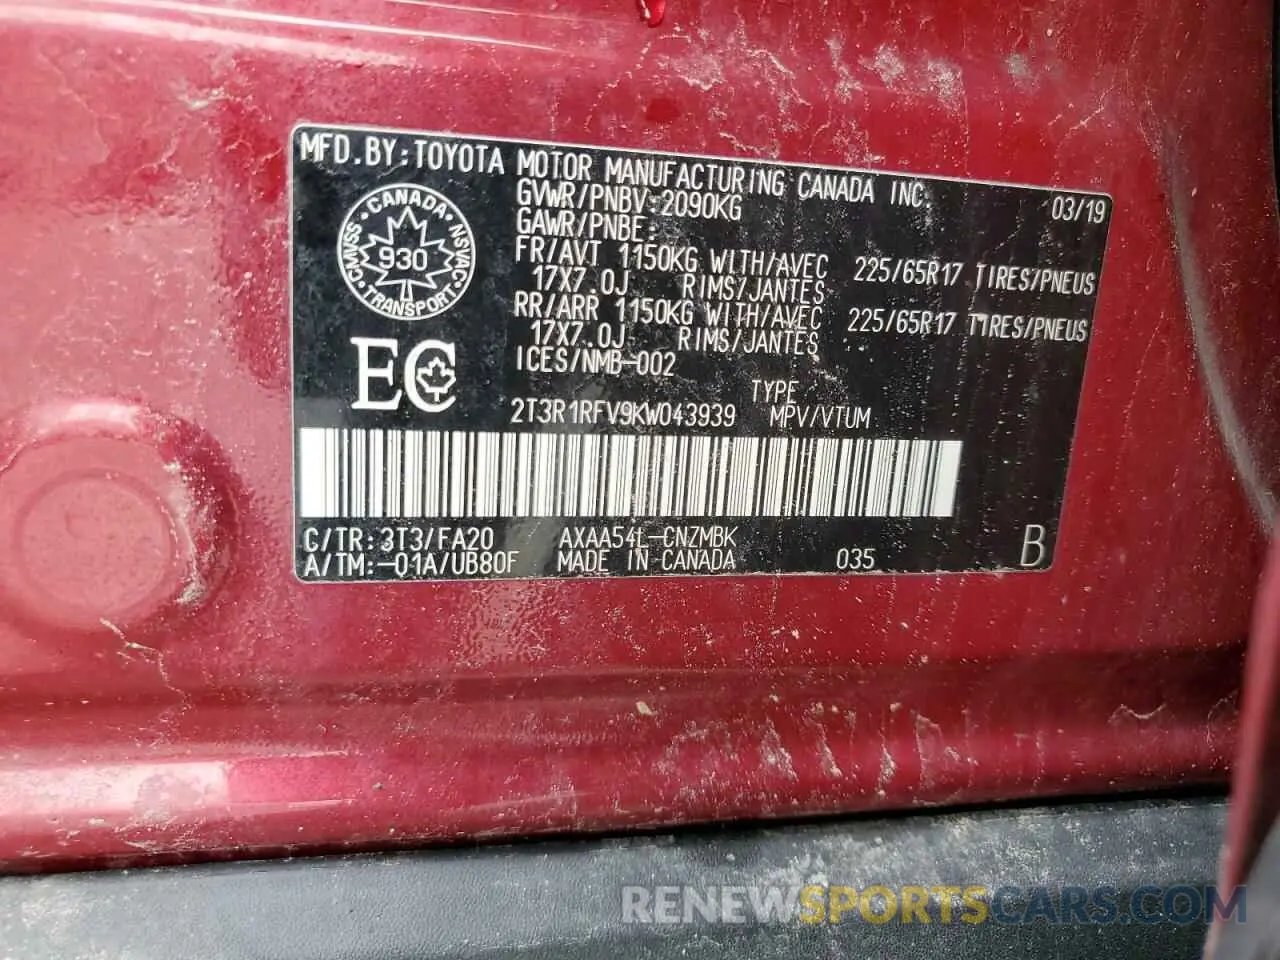 MFD.BY:TOYOTA MOTOR MANUFACTURING CANADA INC. 03/19
GVWR/PNBV:2090KG
GAWR/PNBE:
FR/AVT 1150KG WITH/AVEC 225/65R17 TIRES/PNEUS
17X7.0J RIMS/JANTES
RR/ARR 1150KG WITH/AVEC 225/65R17 TIRES/PNEUS
17X7.0J RIMS/JANTES
ICES/NMB-002
CANADA
CMVSS 930 NSVAC
TRANSPORT
EC
TYPE
2T3R1RFV9KW043939 MPV/VTUM
C/TR:3T3/FA20 AXAA54L-CNZMBK
A/TM:-01A/UB80F MADE IN CANADA 035 B
RENEWSPORTSCARS.COM